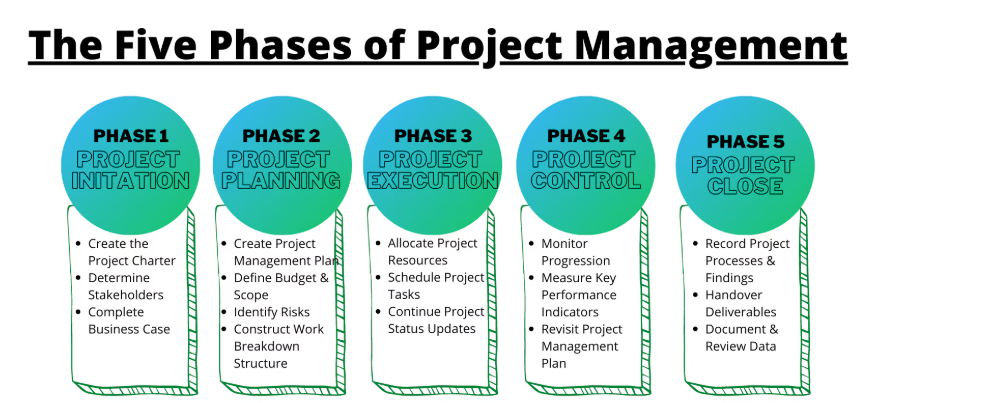 The Five Phases of Project Management
PHASE 1
PROJECT
INITATION
• Create the
Project Charter
• Determine
Stakeholders
• Complete
Business Case
PHASE 2
PROJECT
PLANNING
• Create Project
Management Plan
• Define Budget &
Scope
• Identify Risks
• Construct Work
Breakdown
Structure
PHASE 3
PROJECT
EXECUTION
• Allocate Project
Resources
• Schedule Project
Tasks
• Continue Project
Status Updates
PHASE 4
PROJECT
CONTROL
• Monitor
Progression
• Measure Key
Performance
Indicators
• Revisit Project
Management
Plan
PHASE 5
PROJECT
CLOSE
• Record Project
Processes &
Findings
• Handover
Deliverables
• Document &
Review Data